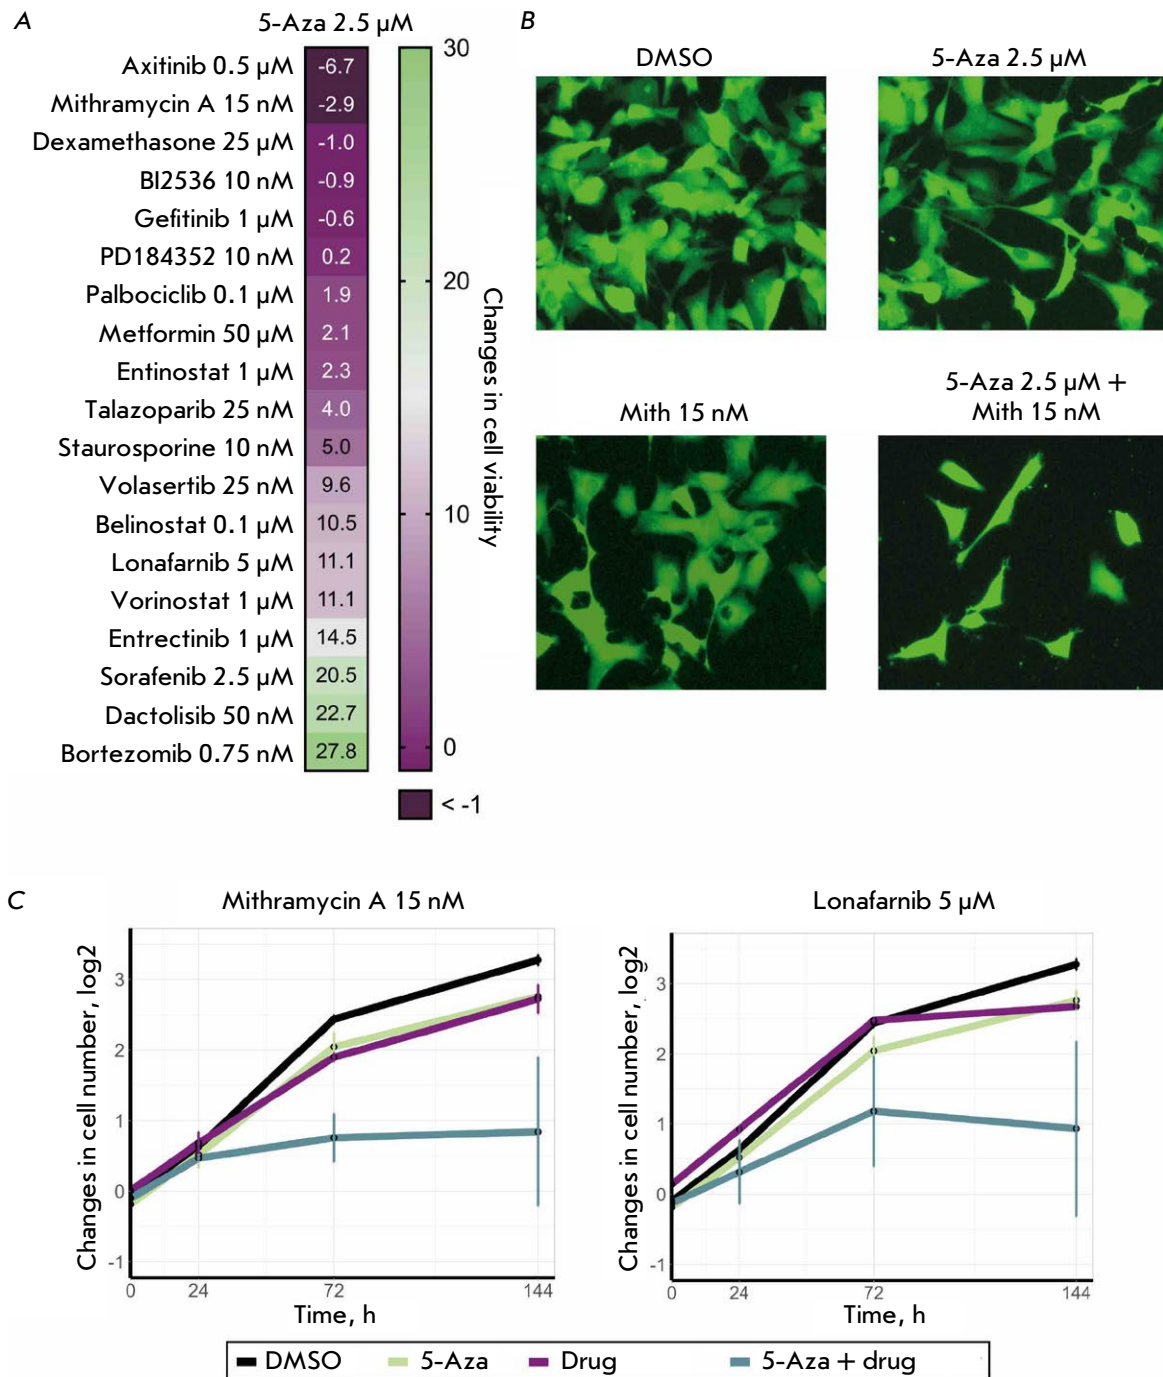 A
5-Aza 2.5 µM
Axitinib 0.5 µM -6.7
Mithramycin A 15 nM -2.9
Dexamethasone 25 µM -1.0
BI2536 10 nM -0.9
Gefitinib 1 µM -0.6
PD184352 10 nM 0.2
Palbociclib 0.1 µM 1.9
Metformin 50 µM 2.1
Entinostat 1 µM 2.3
Talazoparib 25 nM 4.0
Staurosporine 10 nM 5.0
Volasertib 25 nM 9.6
Belinostat 0.1 µM 10.5
Lonafarnib 5 µM 11.1
Vorinostat 1 µM 11.1
Entrectinib 1 µM 14.5
Sorafenib 2.5 µM 20.5
Dactolisib 50 nM 22.7
Bortezomib 0.75 nM 27.8
30
20
10
0
< -1
Changes in cell viability
B
DMSO
5-Aza 2.5 µM
Mith 15 nM
5-Aza 2.5 µM +
Mith 15 nM
C
Mithramycin A 15 nM
Changes in cell number, log2
3
2
1
0
-1
0 24 72 144
Time, h
Lonafarnib 5 µM
Changes in cell number, log2
3
2
1
0
-1
0 24 72 144
Time, h
DMSO 5-Aza Drug 5-Aza + drug